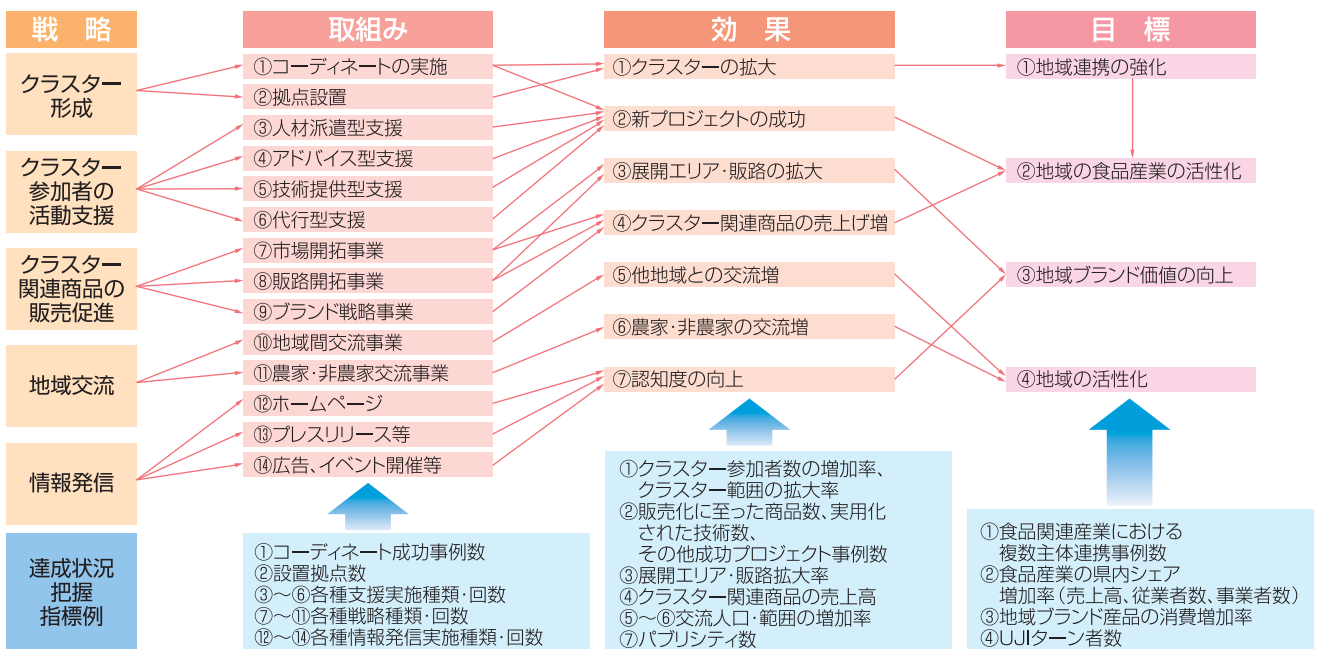 戦　略
クラスター
形成
クラスター
参加者の
活動支援
クラスター
関連商品の
販売促進
地域交流
情報発信
達成状況
把握
指標例
取組み
①コーディネートの実施
②拠点設置
③人材派遣型支援
④アドバイス型支援
⑤技術提供型支援
⑥代行型支援
⑦市場開拓事業
⑧販路開拓事業
⑨ブランド戦略事業
⑩地域間交流事業
⑪農家・非農家交流事業
⑫ホームページ
⑬プレスリリース等
⑭広告、イベント開催等
①コーディネート成功事例数
②設置拠点数
③～⑥各種支援実施種類・回数
⑦～⑪各種戦略種類・回数
⑫～⑭各種情報発信実施種類・回数
効　果
①クラスターの拡大
②新プロジェクトの成功
③展開エリア・販路の拡大
④クラスター関連商品の売上げ増
⑤他地域との交流増
⑥農家・非農家の交流増
⑦認知度の向上
①クラスター参加者数の増加率、
クラスター範囲の拡大率
②販売化に至った商品数、実用化
された技術数、
その他成功プロジェクト事例数
③展開エリア・販路拡大率
④クラスター関連商品の売上高
⑤～⑥交流人口・範囲の増加率
⑦パブリシティ数
目　標
①地域連携の強化
②地域の食品産業の活性化
③地域ブランド価値の向上
④地域の活性化
①食品関連産業における
複数主体連携事例数
②食品産業の県内シェア
増加率（売上高、従業者数、事業者数）
③地域ブランド産品の消費増加率
④UJIターン者数